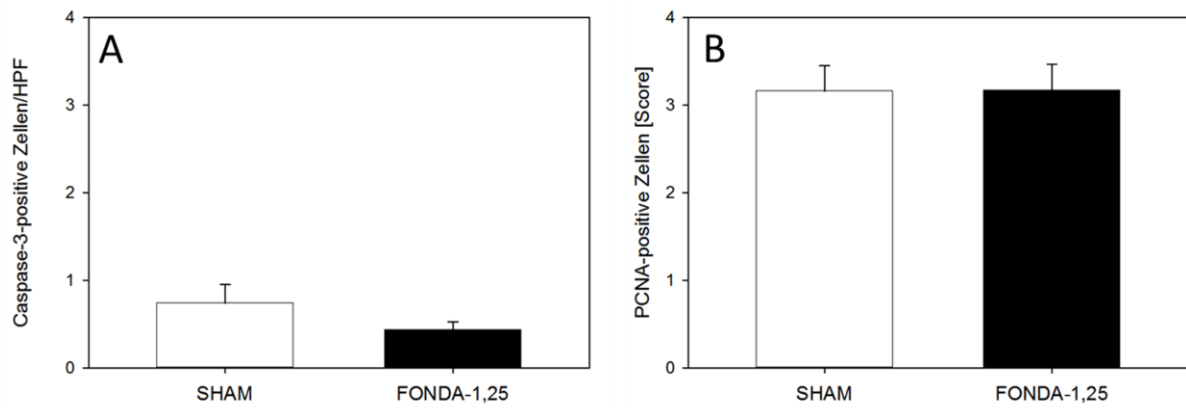 A
Caspase-3-positive Zellen/HPF
4
3
2
1
0
SHAM
FONDA-1,25
B
PCNA-positive Zellen [Score]
4
3
2
1
0
SHAM
FONDA-1,25